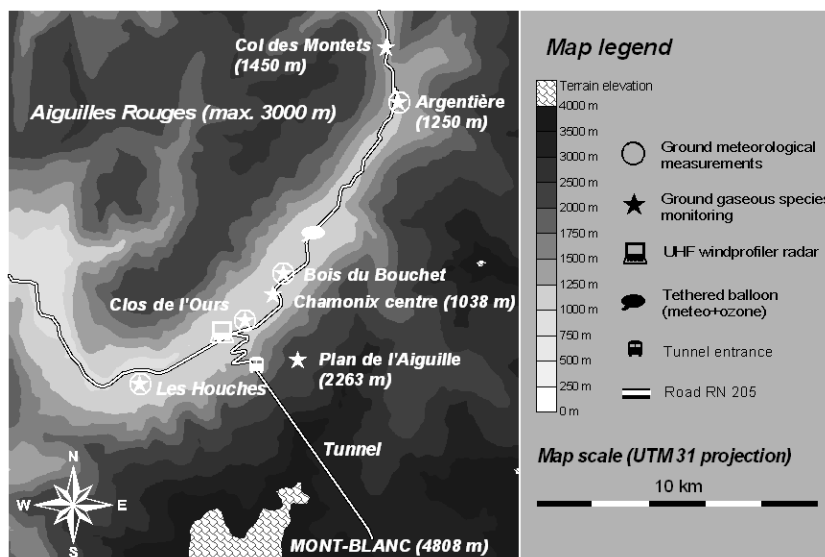 Col des Montets
(1450 m)
Aiguilles Rouges (max. 3000 m)
Argentière
(1250 m)
Bois du Bouchet
Clos de l'Ours
Chamonix centre (1038 m)
Plan de l'Aiguille
(2263 m)
Les Houches
Tunnel
N
W
E
S
MONT-BLANC (4808 m)
Map legend
Terrain elevation
4000 m
3500 m
3000 m
2500 m
2000 m
1750 m
1500 m
1250 m
1000 m
750 m
500 m
250 m
0 m
Ground meteorological
measurements
Ground gaseous species
monitoring
UHF windprofiler radar
Tethered balloon
(meteo+ozone)
Tunnel entrance
Road RN 205
Map scale (UTM 31 projection)
10 km